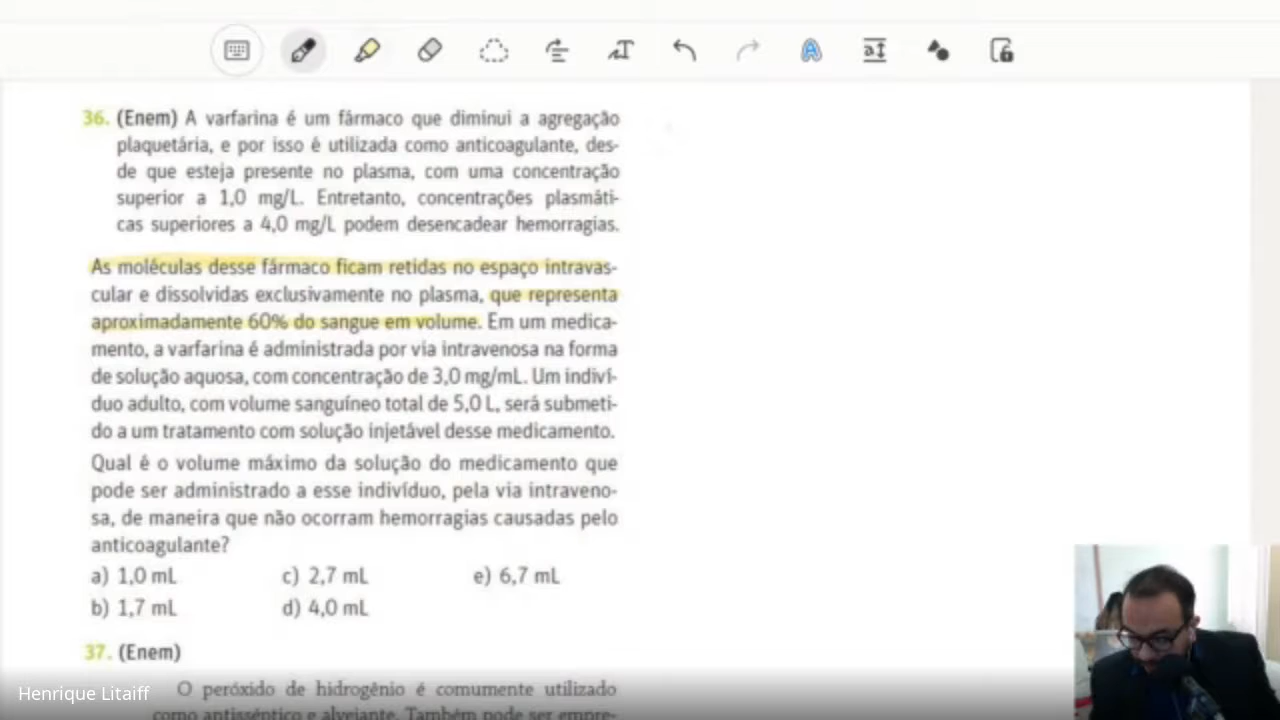 36. (Enem) A varfarina é um fármaco que diminui a agregação
plaquetária, e por isso é utilizada como anticoagulante, des-
de que esteja presente no plasma, com uma concentração
superior a 1,0 mg/L. Entretanto, concentrações plasmáti-
cas superiores a 4,0 mg/L podem desencadear hemorragias.
As moléculas desse fármaco ficam retidas no espaço intravas-
cular e dissolvidas exclusivamente no plasma, que representa
aproximadamente 60% do sangue em volume. Em um medica-
mento, a varfarina é administrada por via intravenosa na forma
de solução aquosa, com concentração de 3,0 mg/mL. Um indiví-
duo adulto, com volume sanguíneo total de 5,0 L, será submeti-
do a um tratamento com solução injetável desse medicamento.
Qual é o volume máximo da solução do medicamento que
pode ser administrado a esse indivíduo, pela via intraveno-
sa, de maneira que não ocorram hemorragias causadas pelo
anticoagulante?
a) 1,0 mL c) 2,7 mL e) 6,7 mL
b) 1,7 mL d) 4,0 mL
37. (Enem)
O peróxido de hidrogênio é comumente utilizado
como antisséptico e alvejante. Também pode ser empre-
Henrique Litaiff